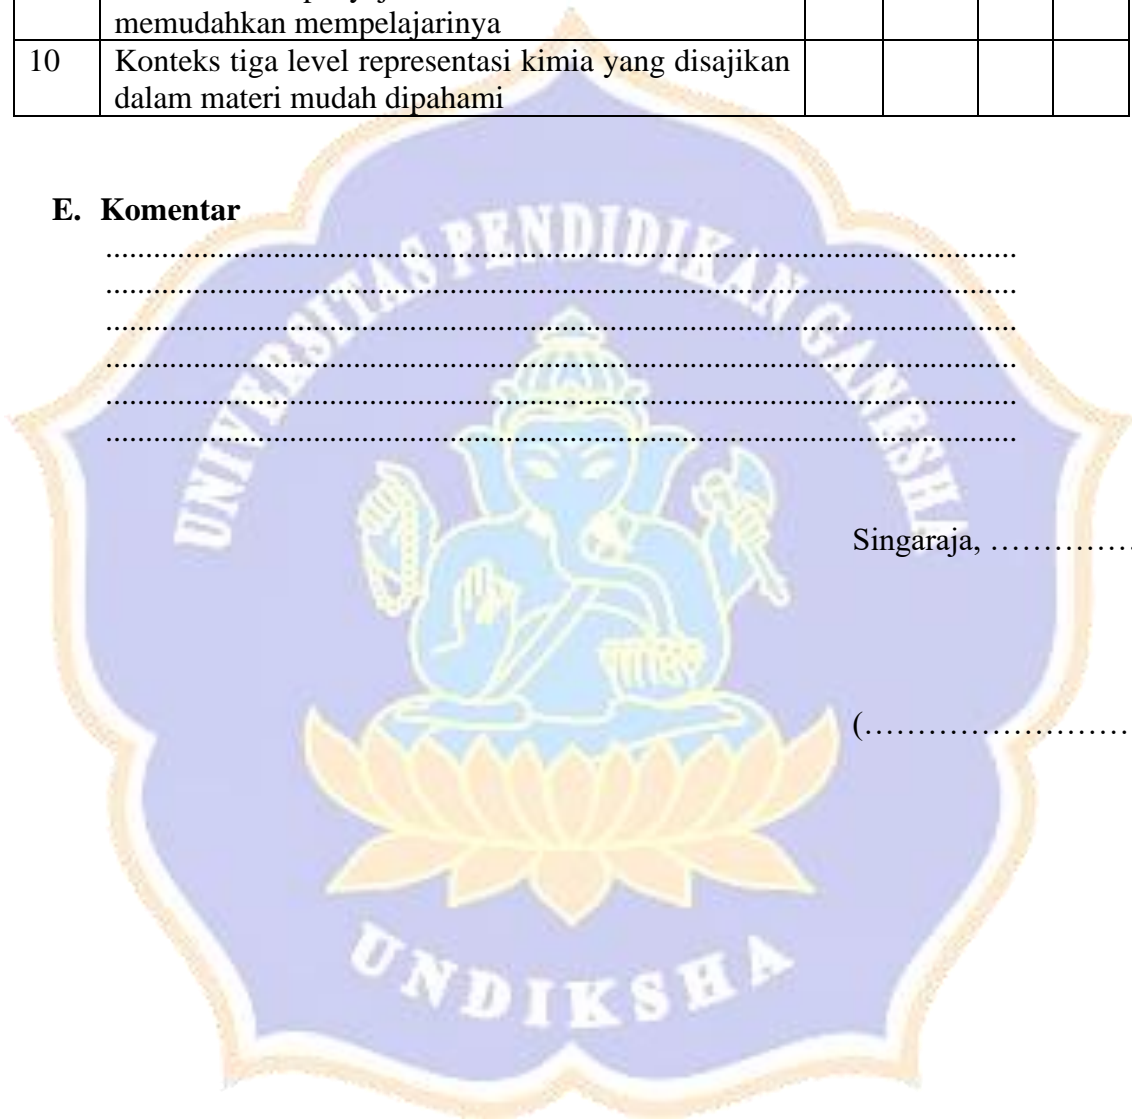 memudahkan mempelajarinya
10 Konteks tiga level representasi kimia yang disajikan
dalam materi mudah dipahami
E. Komentar
..................................................................................................................
..................................................................................................................
..................................................................................................................
..................................................................................................................
..................................................................................................................
..................................................................................................................
UNIVERSITAS PENDIDIKAN GANESHA
Singaraja, …………..
(……………………
UNDIKSHA